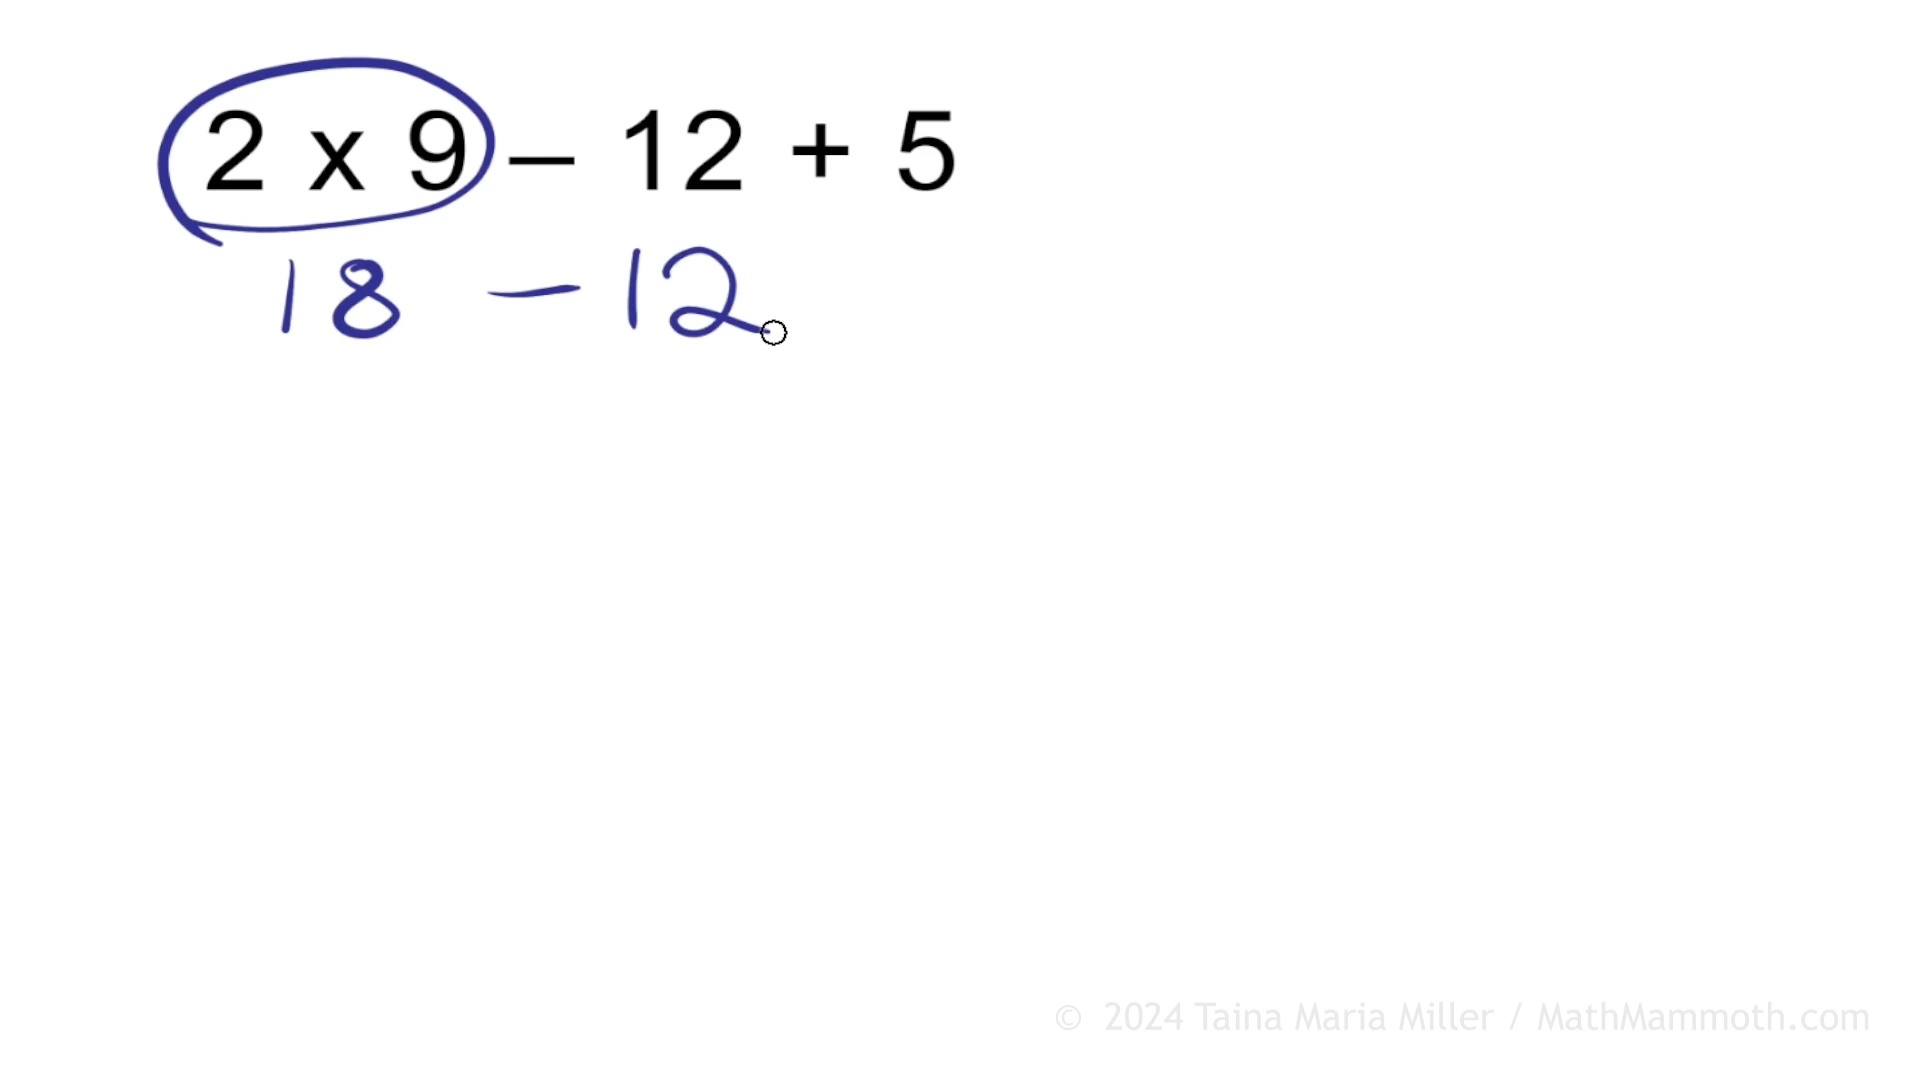 2 x 9 – 12 + 5
18 – 12
© 2024 Taina Maria Miller / MathMammoth.com